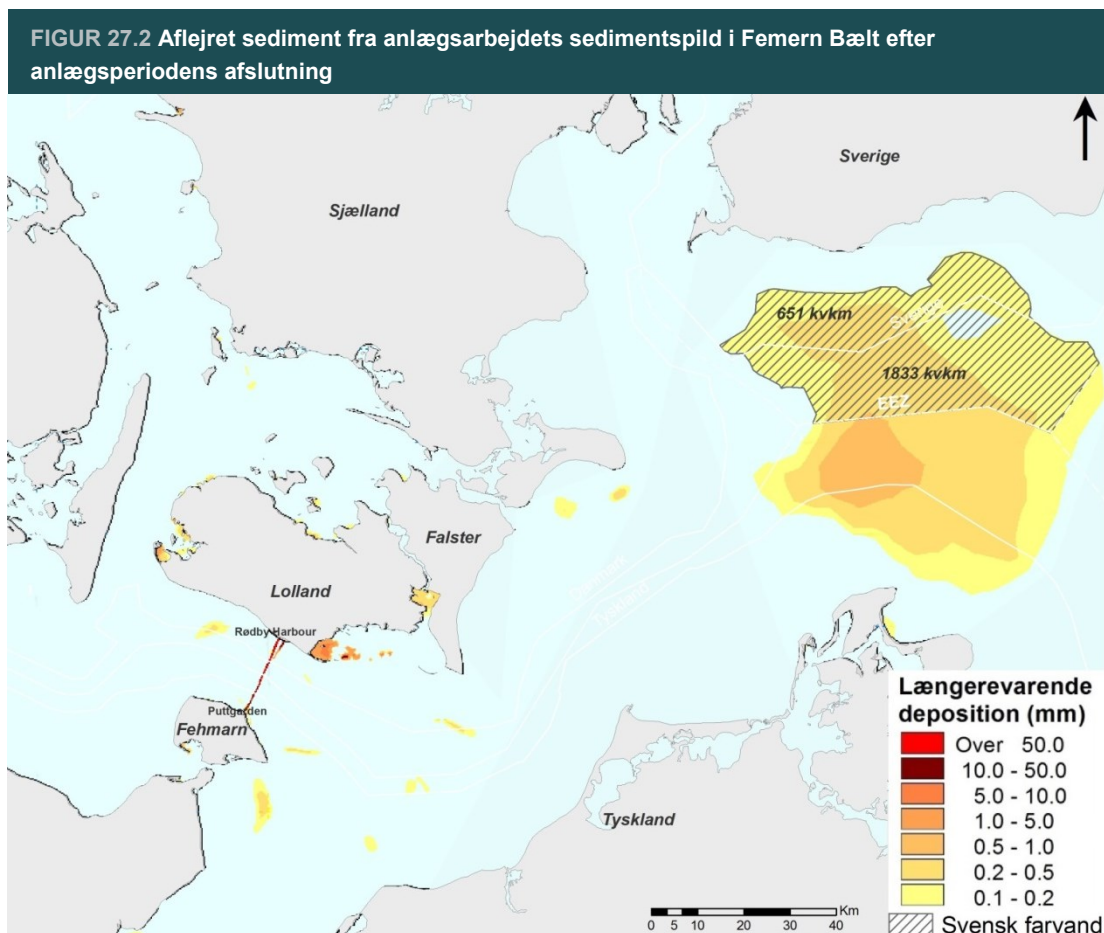 FIGUR 27.2 Aflejret sediment fra anlægsarbejdets sedimentspild i Femern Bælt efter
anlægsperiodens afslutning
Sverige
Sjælland
651 kvkm
Sverige
1833 kvkm
EEZ
Falster
Danmark
Tyskland
Lolland
Rødby Harbour
Puttgarden
Fehmarn
Tyskland
Længerevarende
deposition (mm)
Over 50.0
10.0 - 50.0
5.0 - 10.0
1.0 - 5.0
0.5 - 1.0
0.2 - 0.5
0.1 - 0.2
Svensk farvand
Km
0 5 10 20 30 40